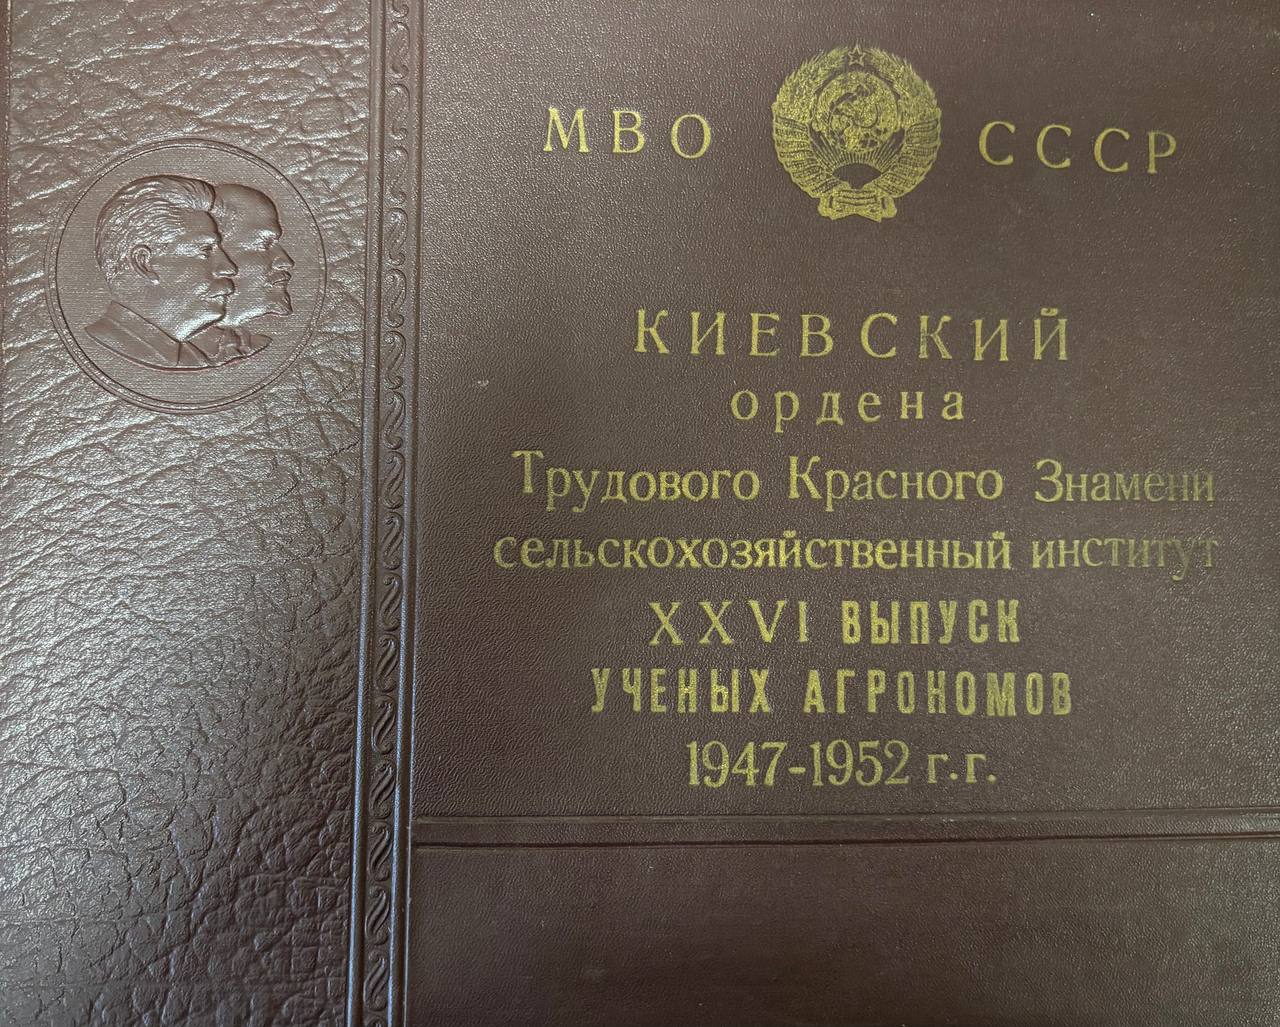 МВО СССР
КИЕВСКИЙ
ордена
Трудового Красного Знамени
сельскохозяйственный институт
XXVI ВЫПУСК
УЧЕНЫХ АГРОНОМОВ
1947-1952 г.г.